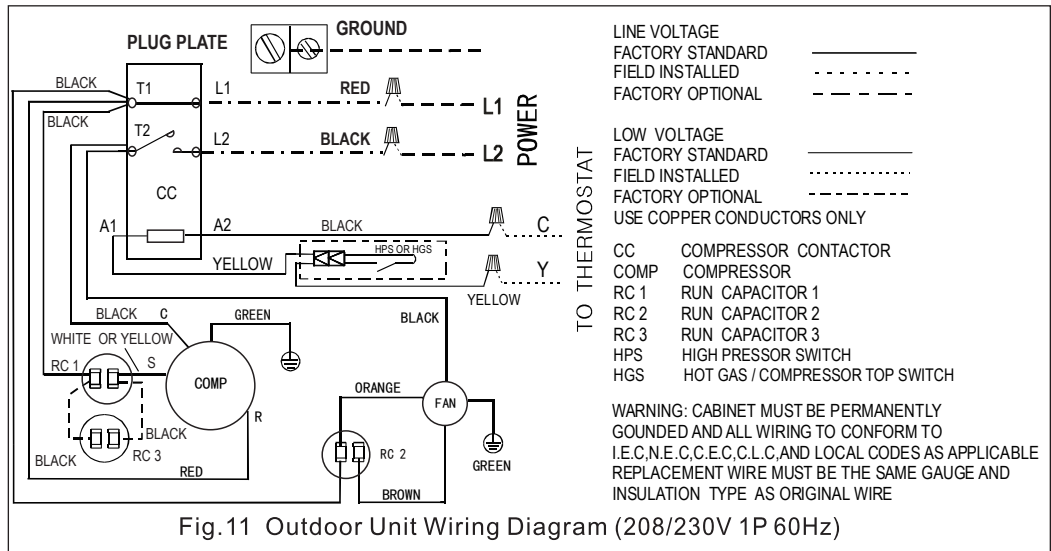 PLUG PLATE
GROUND
BLACK
T1
L1
RED
L1
BLACK
T2
L2
BLACK
L2
POWER
CC
A1
A2
BLACK
C
YELLOW
HPS OR HGS
Y
YELLOW
TO THERMOSTAT
BLACK
C
GREEN
BLACK
WHITE OR YELLOW
RC 1
S
COMP
ORANGE
FAN
R
BLACK
BLACK
RC 3
RC 2
GREEN
RED
BROWN
LINE VOLTAGE
FACTORY STANDARD
FIELD INSTALLED
FACTORY OPTIONAL
LOW VOLTAGE
FACTORY STANDARD
FIELD INSTALLED
FACTORY OPTIONAL
USE COPPER CONDUCTORS ONLY
CC COMPRESSOR CONTACTOR
COMP COMPRESSOR
RC 1 RUN CAPACITOR 1
RC 2 RUN CAPACITOR 2
RC 3 RUN CAPACITOR 3
HPS HIGH PRESSOR SWITCH
HGS HOT GAS / COMPRESSOR TOP SWITCH
WARNING: CABINET MUST BE PERMANENTLY
GOUNDED AND ALL WIRING TO CONFORM TO
I.E.C,N.E.C,C.E.C,C.L.C,AND LOCAL CODES AS APPLICABLE
REPLACEMENT WIRE MUST BE THE SAME GAUGE AND
INSULATION TYPE AS ORIGINAL WIRE
Fig.11 Outdoor Unit Wiring Diagram (208/230V 1P 60Hz)